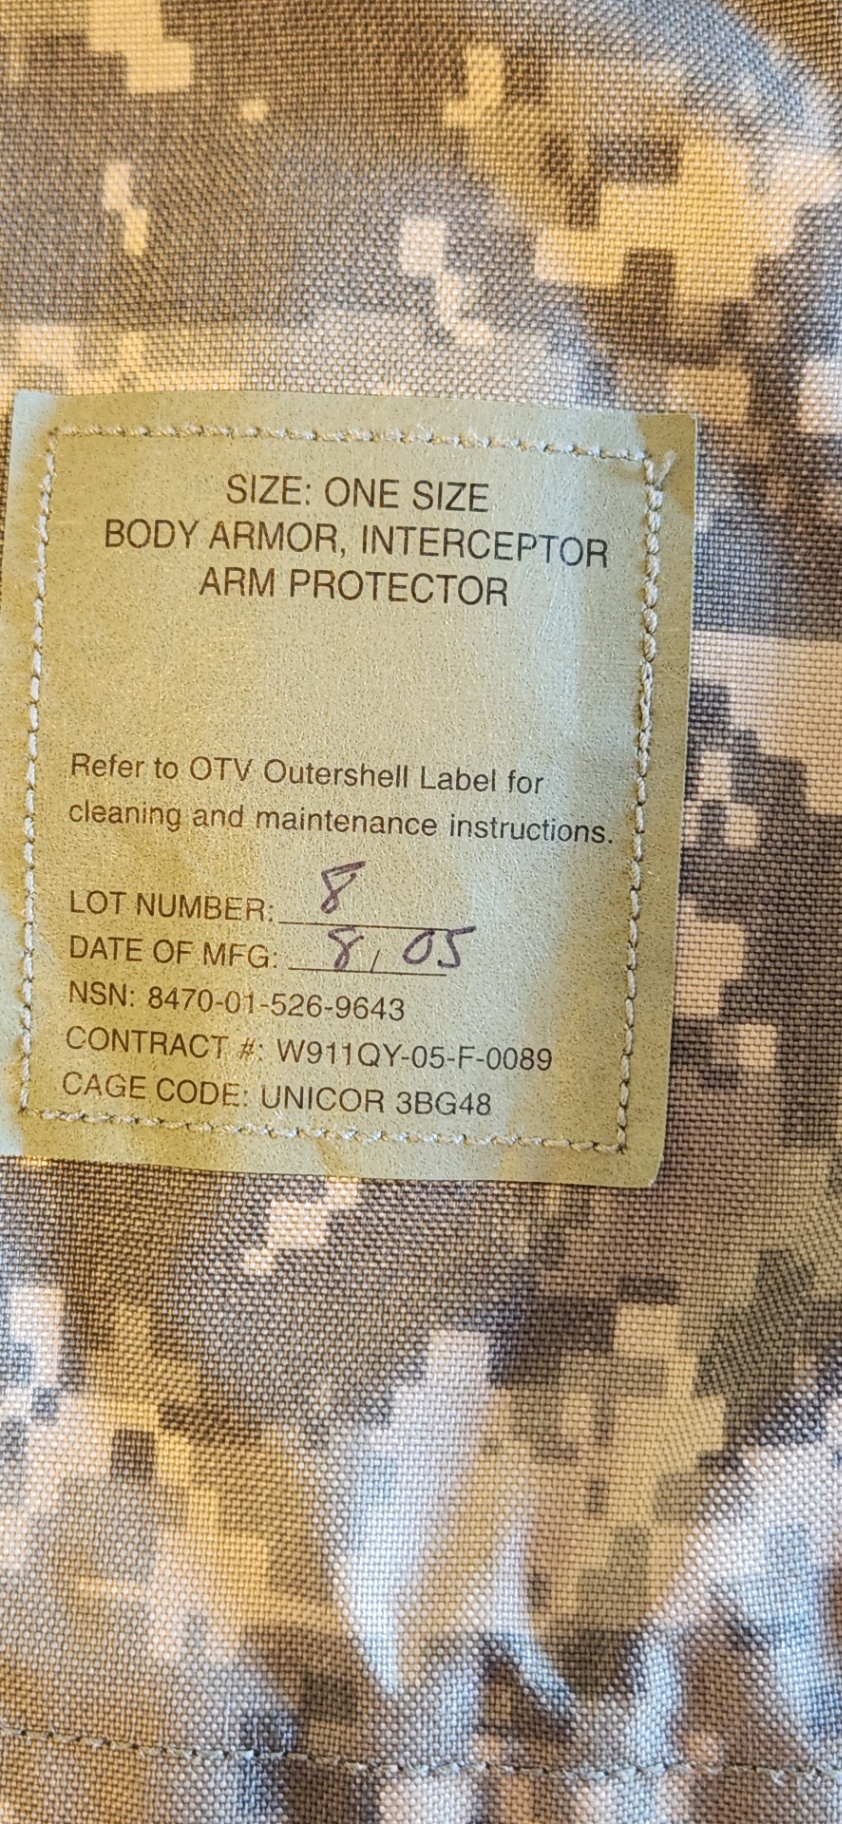 SIZE: ONE SIZE
BODY ARMOR, INTERCEPTOR
ARM PROTECTOR
Refer to OTV Outershell Label for
cleaning and maintenance instructions.
LOT NUMBER: 8
DATE OF MFG: 8/05
NSN: 8470-01-526-9643
CONTRACT #: W911QY-05-F-0089
CAGE CODE: UNICOR 3BG48